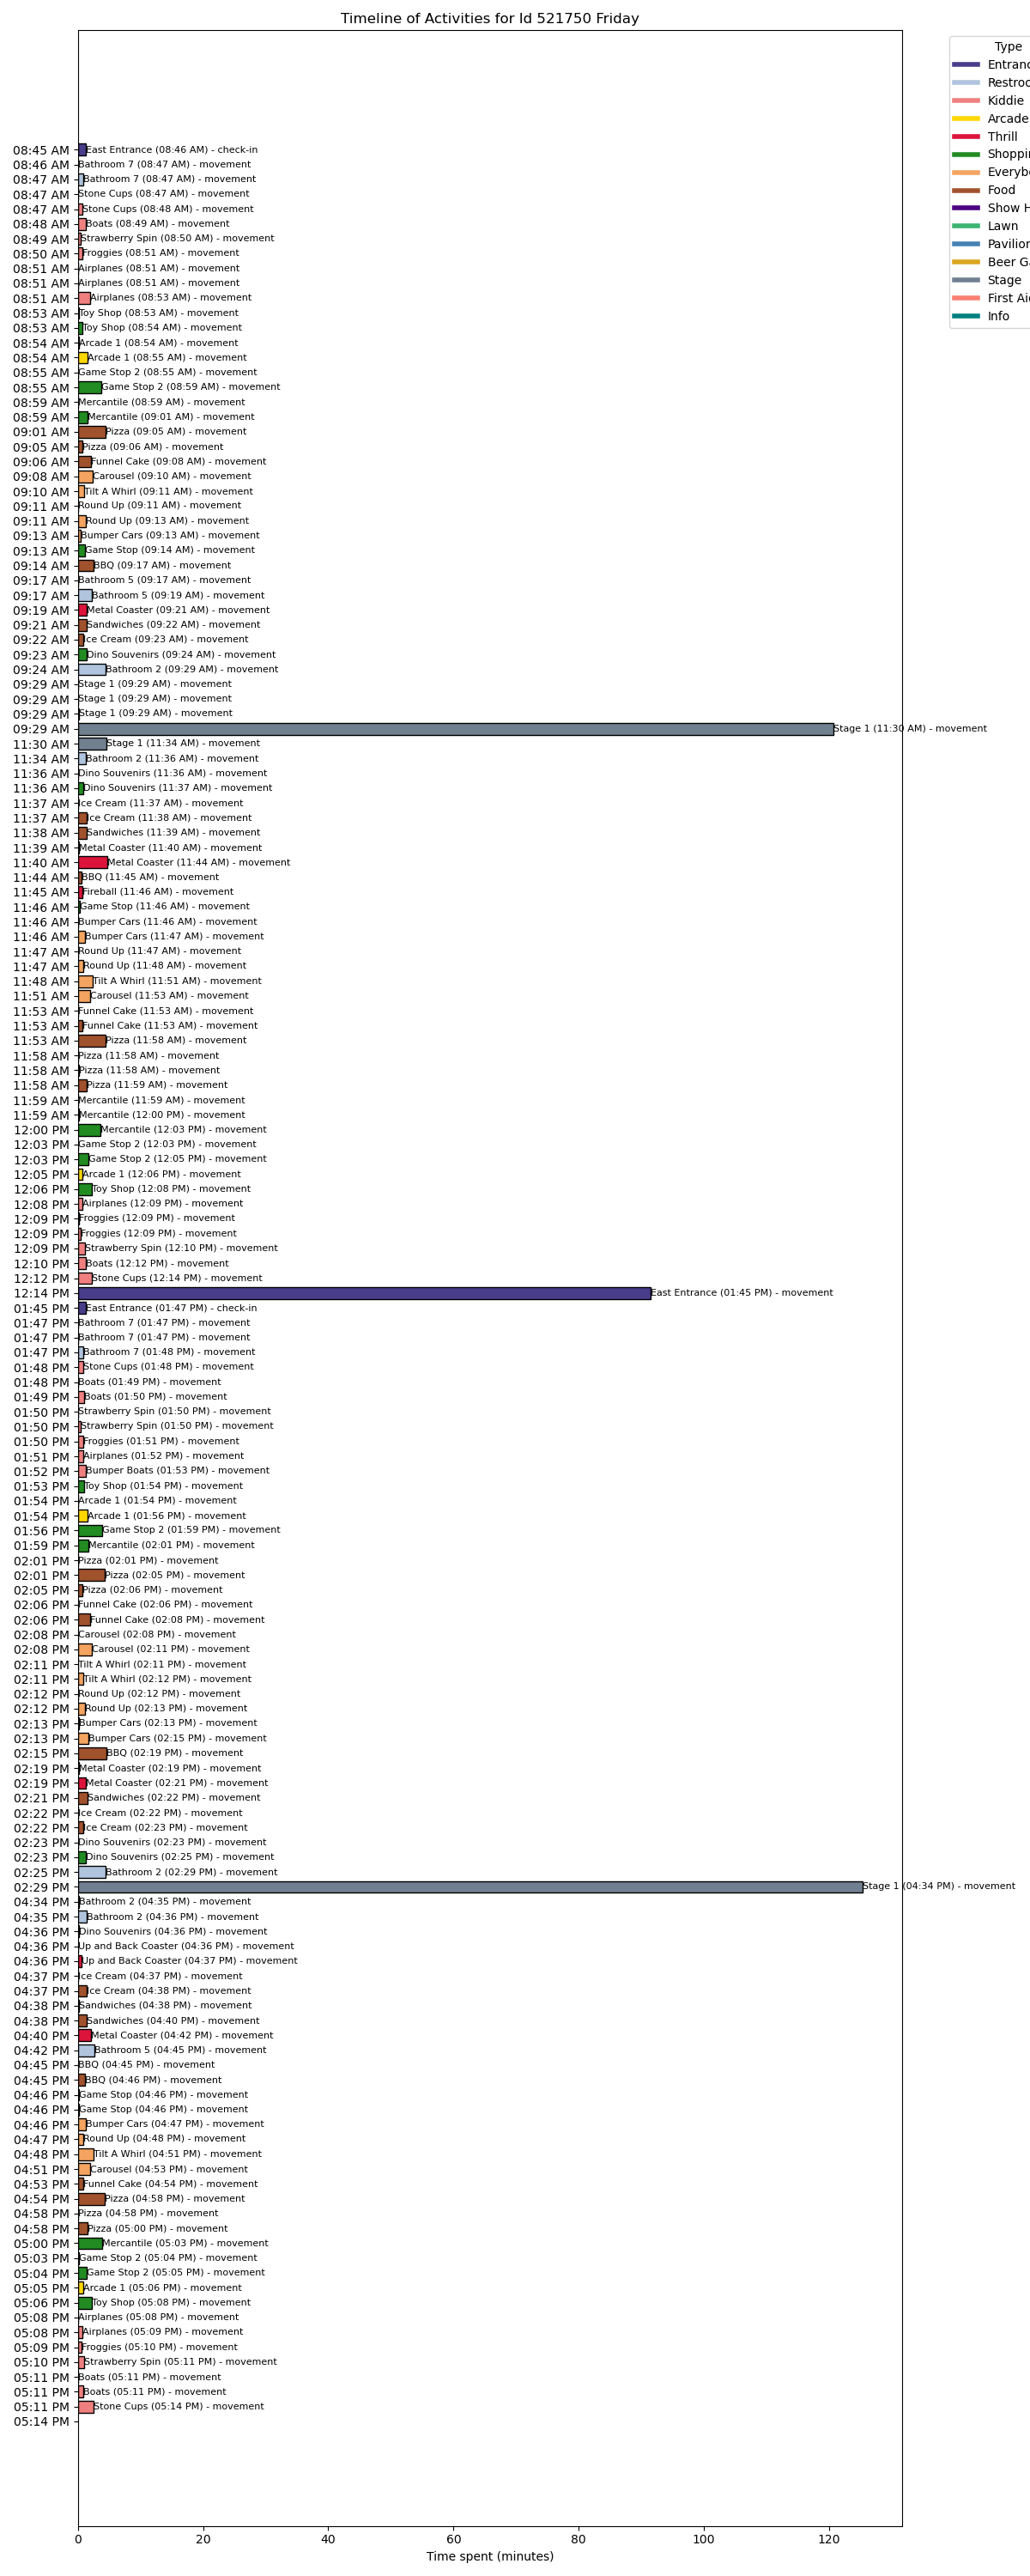 Timeline of Activities for Id 521750 Friday
Type
Entranc
Restroo
Kiddie
Arcade
Thrill
Shoppin
Everybo
Food
Show H
Lawn
Pavilion
Beer Ga
Stage
First Aid
Info
08:45 AM East Entrance (08:46 AM) - check-in
08:46 AM Bathroom 7 (08:47 AM) - movement
08:47 AM Bathroom 7 (08:47 AM) - movement
08:47 AM Stone Cups (08:47 AM) - movement
08:47 AM Stone Cups (08:48 AM) - movement
08:48 AM Boats (08:49 AM) - movement
08:49 AM Strawberry Spin (08:50 AM) - movement
08:50 AM Froggies (08:51 AM) - movement
08:51 AM Airplanes (08:51 AM) - movement
08:51 AM Airplanes (08:51 AM) - movement
08:51 AM Airplanes (08:53 AM) - movement
08:53 AM Toy Shop (08:53 AM) - movement
08:53 AM Toy Shop (08:54 AM) - movement
08:54 AM Arcade 1 (08:54 AM) - movement
08:54 AM Arcade 1 (08:55 AM) - movement
08:55 AM Game Stop 2 (08:55 AM) - movement
08:55 AM Game Stop 2 (08:59 AM) - movement
08:59 AM Mercantile (08:59 AM) - movement
08:59 AM Mercantile (09:01 AM) - movement
09:01 AM Pizza (09:05 AM) - movement
09:05 AM Pizza (09:06 AM) - movement
09:06 AM Funnel Cake (09:08 AM) - movement
09:08 AM Carousel (09:10 AM) - movement
09:10 AM Tilt A Whirl (09:11 AM) - movement
09:11 AM Round Up (09:11 AM) - movement
09:11 AM Round Up (09:13 AM) - movement
09:13 AM Bumper Cars (09:13 AM) - movement
09:13 AM Game Stop (09:14 AM) - movement
09:14 AM BBQ (09:17 AM) - movement
09:17 AM Bathroom 5 (09:17 AM) - movement
09:17 AM Bathroom 5 (09:19 AM) - movement
09:19 AM Metal Coaster (09:21 AM) - movement
09:21 AM Sandwiches (09:22 AM) - movement
09:22 AM Ice Cream (09:23 AM) - movement
09:23 AM Dino Souvenirs (09:24 AM) - movement
09:24 AM Bathroom 2 (09:29 AM) - movement
09:29 AM Stage 1 (09:29 AM) - movement
09:29 AM Stage 1 (09:29 AM) - movement
09:29 AM Stage 1 (09:29 AM) - movement
09:29 AM Stage 1 (11:30 AM) - movement
11:30 AM Stage 1 (11:34 AM) - movement
11:34 AM Bathroom 2 (11:36 AM) - movement
11:36 AM Dino Souvenirs (11:36 AM) - movement
11:36 AM Dino Souvenirs (11:37 AM) - movement
11:37 AM Ice Cream (11:37 AM) - movement
11:37 AM Ice Cream (11:38 AM) - movement
11:38 AM Sandwiches (11:39 AM) - movement
11:39 AM Metal Coaster (11:40 AM) - movement
11:40 AM Metal Coaster (11:44 AM) - movement
11:44 AM BBQ (11:45 AM) - movement
11:45 AM Fireball (11:46 AM) - movement
11:46 AM Game Stop (11:46 AM) - movement
11:46 AM Bumper Cars (11:46 AM) - movement
11:46 AM Bumper Cars (11:47 AM) - movement
11:47 AM Round Up (11:47 AM) - movement
11:47 AM Round Up (11:48 AM) - movement
11:48 AM Tilt A Whirl (11:51 AM) - movement
11:51 AM Carousel (11:53 AM) - movement
11:53 AM Funnel Cake (11:53 AM) - movement
11:53 AM Funnel Cake (11:53 AM) - movement
11:53 AM Pizza (11:58 AM) - movement
11:58 AM Pizza (11:58 AM) - movement
11:58 AM Pizza (11:58 AM) - movement
11:58 AM Pizza (11:59 AM) - movement
11:59 AM Mercantile (11:59 AM) - movement
11:59 AM Mercantile (12:00 PM) - movement
12:00 PM Mercantile (12:03 PM) - movement
12:03 PM Game Stop 2 (12:03 PM) - movement
12:03 PM Game Stop 2 (12:05 PM) - movement
12:05 PM Arcade 1 (12:06 PM) - movement
12:06 PM Toy Shop (12:08 PM) - movement
12:08 PM Airplanes (12:09 PM) - movement
12:09 PM Froggies (12:09 PM) - movement
12:09 PM Froggies (12:09 PM) - movement
12:09 PM Strawberry Spin (12:10 PM) - movement
12:10 PM Boats (12:12 PM) - movement
12:12 PM Stone Cups (12:14 PM) - movement
12:14 PM East Entrance (01:45 PM) - movement
01:45 PM East Entrance (01:47 PM) - check-in
01:47 PM Bathroom 7 (01:47 PM) - movement
01:47 PM Bathroom 7 (01:47 PM) - movement
01:47 PM Bathroom 7 (01:48 PM) - movement
01:48 PM Stone Cups (01:48 PM) - movement
01:48 PM Boats (01:49 PM) - movement
01:49 PM Boats (01:50 PM) - movement
01:50 PM Strawberry Spin (01:50 PM) - movement
01:50 PM Strawberry Spin (01:50 PM) - movement
01:50 PM Froggies (01:51 PM) - movement
01:51 PM Airplanes (01:52 PM) - movement
01:52 PM Bumper Boats (01:53 PM) - movement
01:53 PM Toy Shop (01:54 PM) - movement
01:54 PM Arcade 1 (01:54 PM) - movement
01:54 PM Arcade 1 (01:56 PM) - movement
01:56 PM Game Stop 2 (01:59 PM) - movement
01:59 PM Mercantile (02:01 PM) - movement
02:01 PM Pizza (02:01 PM) - movement
02:01 PM Pizza (02:05 PM) - movement
02:05 PM Pizza (02:06 PM) - movement
02:06 PM Funnel Cake (02:06 PM) - movement
02:06 PM Funnel Cake (02:08 PM) - movement
02:08 PM Carousel (02:08 PM) - movement
02:08 PM Carousel (02:11 PM) - movement
02:11 PM Tilt A Whirl (02:11 PM) - movement
02:11 PM Tilt A Whirl (02:12 PM) - movement
02:12 PM Round Up (02:12 PM) - movement
02:12 PM Round Up (02:13 PM) - movement
02:13 PM Bumper Cars (02:13 PM) - movement
02:13 PM Bumper Cars (02:15 PM) - movement
02:15 PM BBQ (02:19 PM) - movement
02:19 PM Metal Coaster (02:19 PM) - movement
02:19 PM Metal Coaster (02:21 PM) - movement
02:21 PM Sandwiches (02:22 PM) - movement
02:22 PM Ice Cream (02:22 PM) - movement
02:22 PM Ice Cream (02:23 PM) - movement
02:23 PM Dino Souvenirs (02:23 PM) - movement
02:23 PM Dino Souvenirs (02:25 PM) - movement
02:25 PM Bathroom 2 (02:29 PM) - movement
02:29 PM Stage 1 (04:34 PM) - movement
04:34 PM Bathroom 2 (04:35 PM) - movement
04:35 PM Bathroom 2 (04:36 PM) - movement
04:36 PM Dino Souvenirs (04:36 PM) - movement
04:36 PM Up and Back Coaster (04:36 PM) - movement
04:36 PM Up and Back Coaster (04:37 PM) - movement
04:37 PM Ice Cream (04:37 PM) - movement
04:37 PM Ice Cream (04:38 PM) - movement
04:38 PM Sandwiches (04:38 PM) - movement
04:38 PM Sandwiches (04:40 PM) - movement
04:40 PM Metal Coaster (04:42 PM) - movement
04:42 PM Bathroom 5 (04:45 PM) - movement
04:45 PM BBQ (04:45 PM) - movement
04:45 PM BBQ (04:46 PM) - movement
04:46 PM Game Stop (04:46 PM) - movement
04:46 PM Game Stop (04:46 PM) - movement
04:46 PM Bumper Cars (04:47 PM) - movement
04:47 PM Round Up (04:48 PM) - movement
04:48 PM Tilt A Whirl (04:51 PM) - movement
04:51 PM Carousel (04:53 PM) - movement
04:53 PM Funnel Cake (04:54 PM) - movement
04:54 PM Pizza (04:58 PM) - movement
04:58 PM Pizza (04:58 PM) - movement
04:58 PM Pizza (05:00 PM) - movement
05:00 PM Mercantile (05:03 PM) - movement
05:03 PM Game Stop 2 (05:04 PM) - movement
05:04 PM Game Stop 2 (05:05 PM) - movement
05:05 PM Arcade 1 (05:06 PM) - movement
05:06 PM Toy Shop (05:08 PM) - movement
05:08 PM Airplanes (05:08 PM) - movement
05:08 PM Airplanes (05:09 PM) - movement
05:09 PM Froggies (05:10 PM) - movement
05:10 PM Strawberry Spin (05:11 PM) - movement
05:11 PM Boats (05:11 PM) - movement
05:11 PM Boats (05:11 PM) - movement
05:11 PM Stone Cups (05:14 PM) - movement
05:14 PM
0 20 40 60 80 100 120
Time spent (minutes)